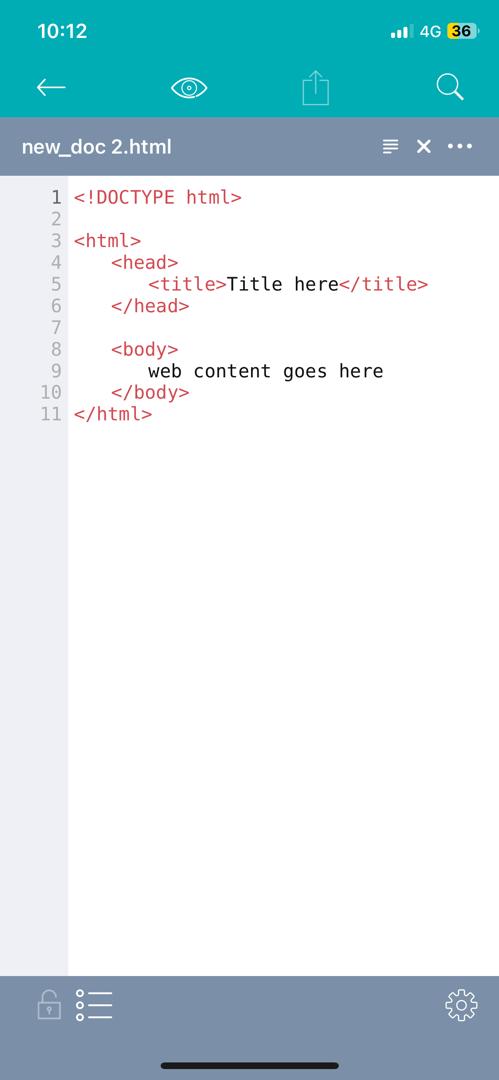 10:12 4G 36
new_doc 2.html
1 <!DOCTYPE html>
2
3 <html>
4 <head>
5 <title>Title here</title>
6 </head>
7
8 <body>
9 web content goes here
10 </body>
11 </html>